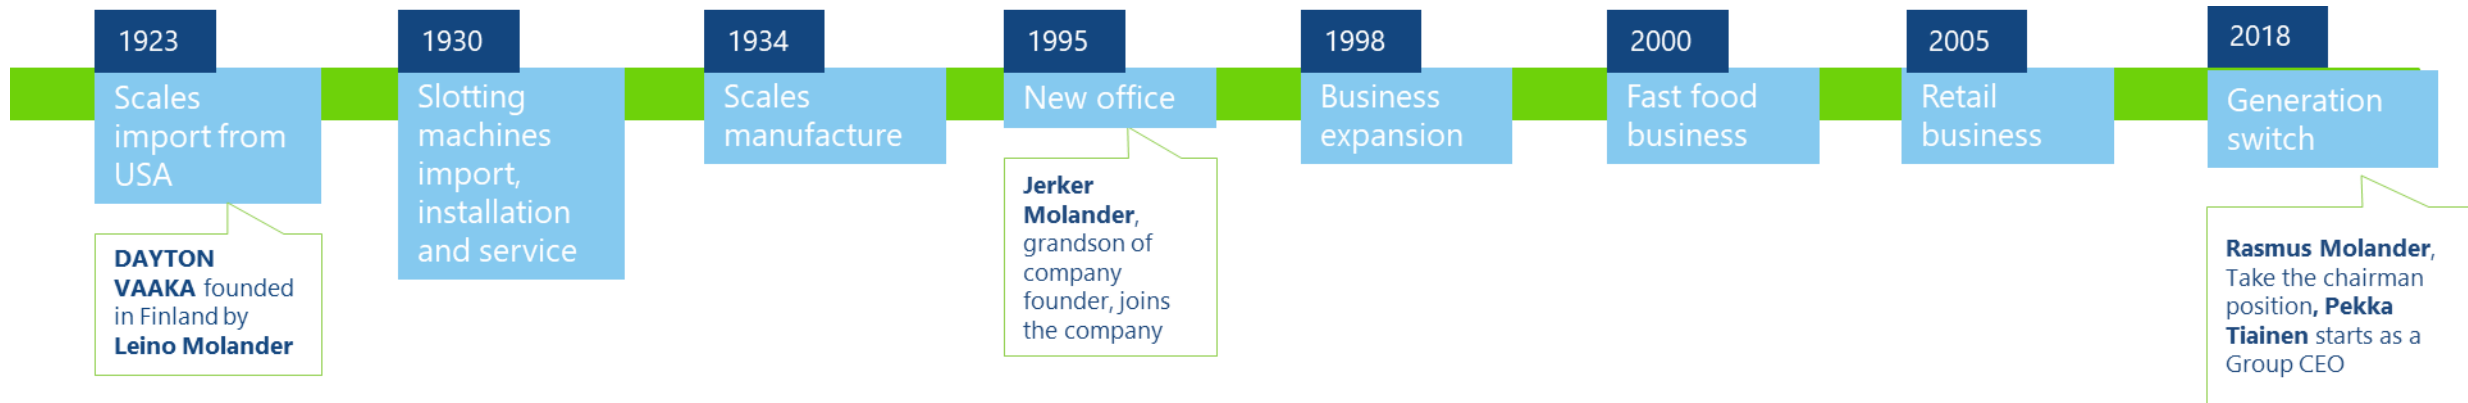 1923
Scales
import from
USA
DAYTON
VAAKA founded
in Finland by
Leino Molander
1930
Slotting
machines
import,
installation
and service
1934
Scales
manufacture
1995
New office
Jerker
Molander,
grandson of
company
founder, joins
the company
1998
Business
expansion
2000
Fast food
business
2005
Retail
business
2018
Generation
switch
Rasmus Molander,
Take the chairman
position, Pekka
Tiainen starts as a
Group CEO